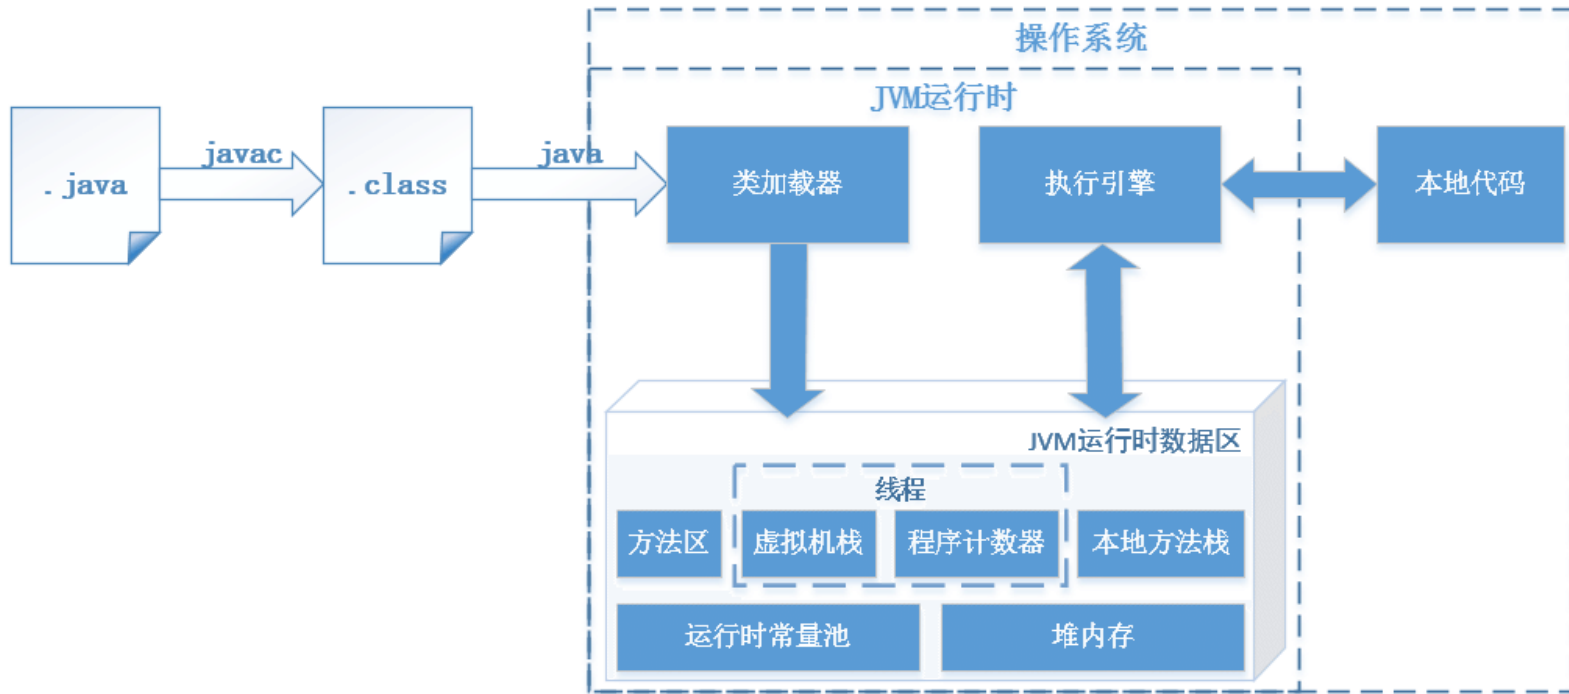 操作系统
JVM运行时
.java
javac
.class
java
类加载器
执行引擎
本地代码
JVM运行时数据区
线程
方法区
虚拟机栈
程序计数器
本地方法栈
运行时常量池
堆内存